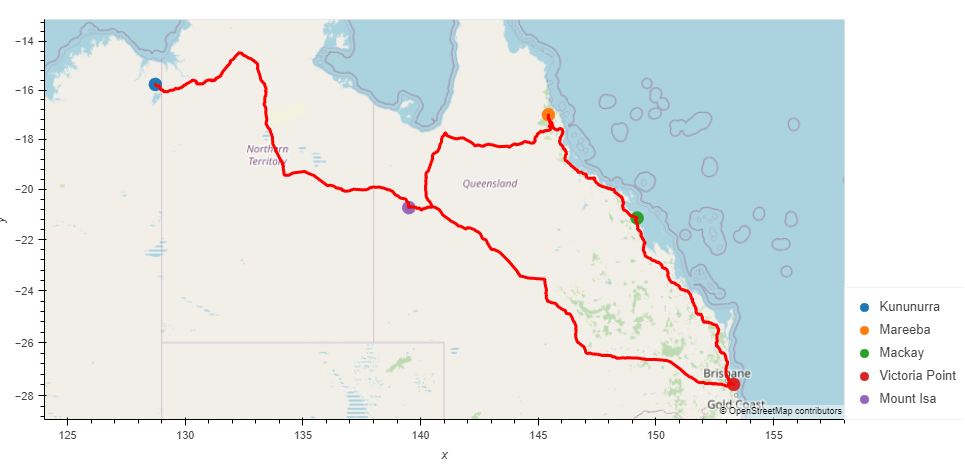 −14
−16
−18
−20
−22
−24
−26
−28
y
125
130
135
140
145
150
155
x
Northern
Territory
Queensland
Brisbane
Gold Coast
© OpenStreetMap contributors
Kununurra
Mareeba
Mackay
Victoria Point
Mount Isa